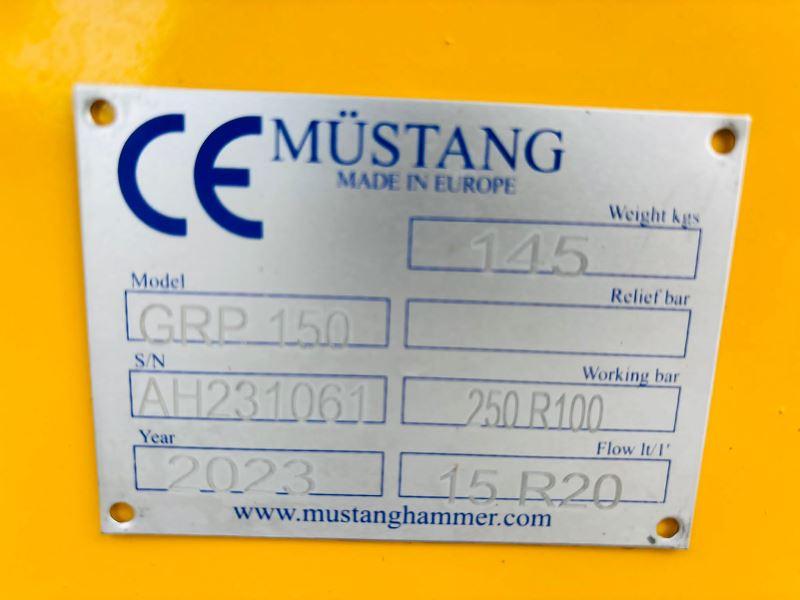 CE MÜSTANG
MADE IN EUROPE
Weight kgs
145
Model
GRP 150
Relief bar
S/N
AH231061
Working bar
250 R100
Year
2023
Flow lt/1'
15 R20
www.mustanghammer.com